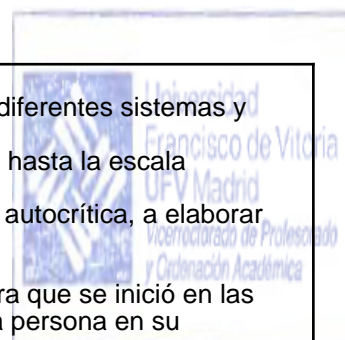 diferentes sistemas y
hasta la escala
autocrítica, a elaborar
ra que se inició en las
a persona en su
Universidad
Francisco de Vitoria
UFV Madrid
Vicerrectorado de Profesorado
y Ordenación Académica